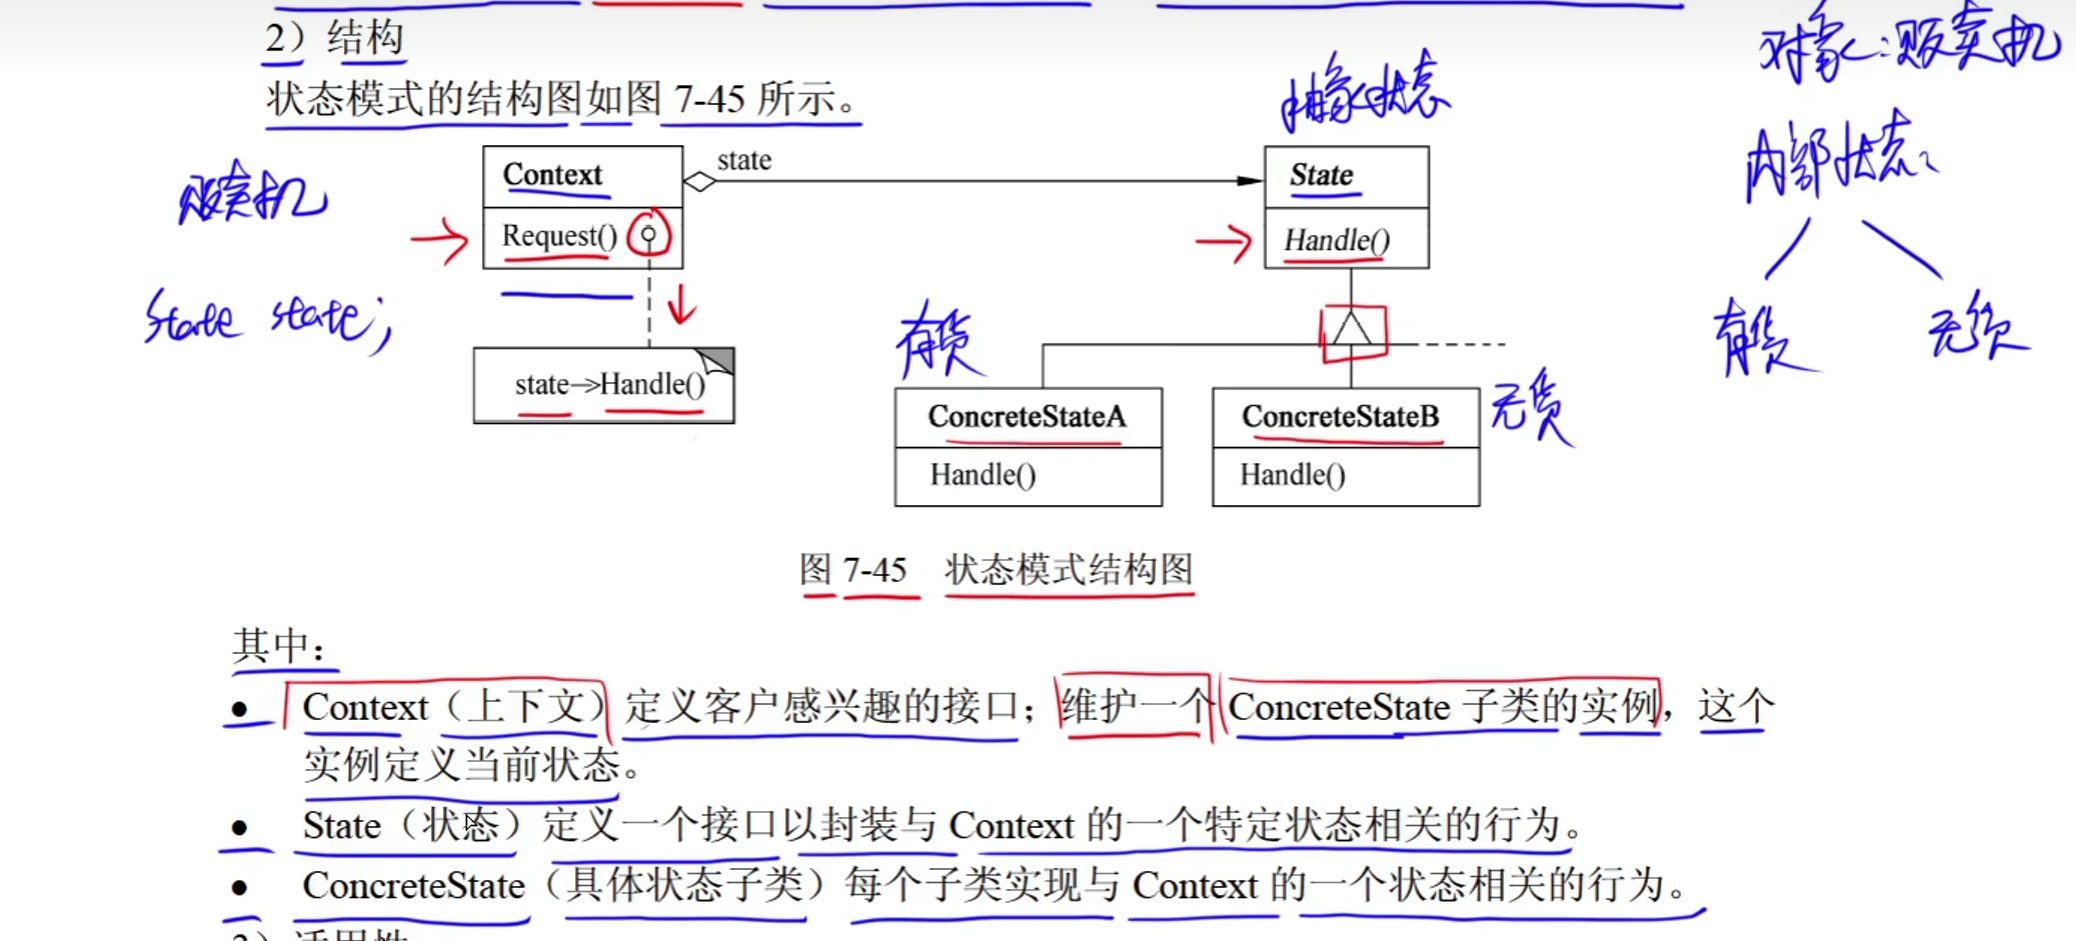 2）结构
对象：贩卖机
状态模式的结构图如图 7-45 所示。
抽象状态
内部状态
贩卖机
Context
state
State
Request()
Handle()
State state;
有货
有货
无货
state—>Handle()
ConcreteStateA
ConcreteStateB
无货
Handle()
Handle()
图 7-45 状态模式结构图
其中：
● Context（上下文）定义客户感兴趣的接口；维护一个 ConcreteState 子类的实例，这个
实例定义当前状态。
● State（状态）定义一个接口以封装与 Context 的一个特定状态相关的行为。
● ConcreteState（具体状态子类）每个子类实现与 Context 的一个状态相关的行为。